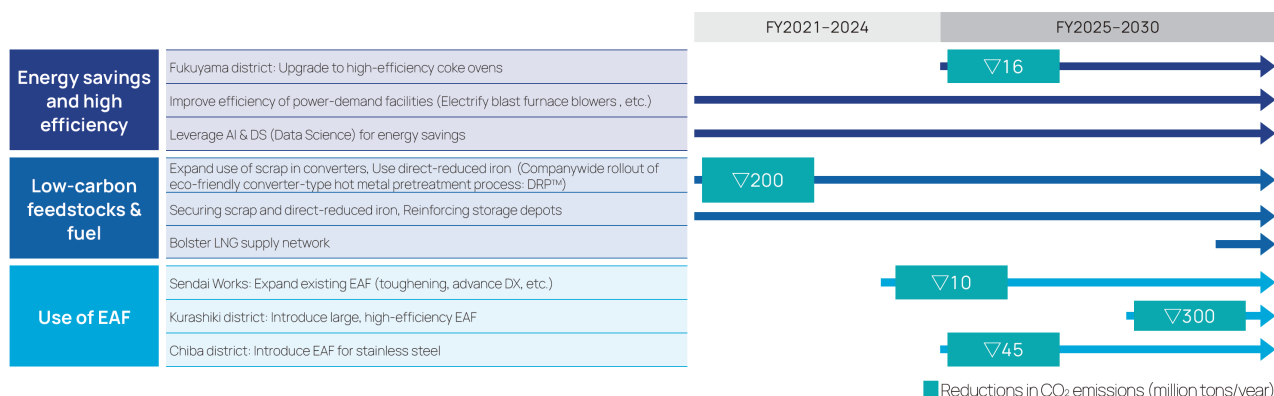 FY2021–2024
FY2025–2030
Energy savings
and high
efficiency
Fukuyama district: Upgrade to high-efficiency coke ovens
▽16
Improve efficiency of power-demand facilities (Electrify blast furnace blowers , etc.)
Leverage AI & DS (Data Science) for energy savings
Low-carbon
feedstocks &
fuel
Expand use of scrap in converters, Use direct-reduced iron (Companywide rollout of
eco-friendly converter-type hot metal pretreatment process: DRP™)
▽200
Securing scrap and direct-reduced iron, Reinforcing storage depots
Bolster LNG supply network
Use of EAF
Sendai Works: Expand existing EAF (toughening, advance DX, etc.)
▽10
Kurashiki district: Introduce large, high-efficiency EAF
▽300
Chiba district: Introduce EAF for stainless steel
▽45
Reductions in CO₂ emissions (million tons/year)